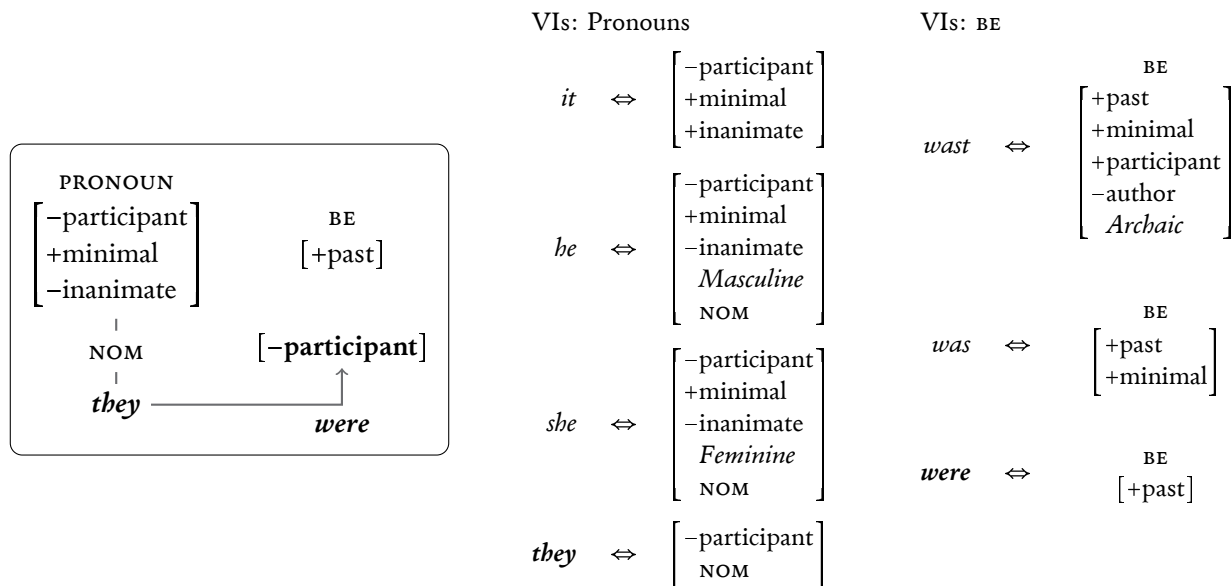 PRONOUN
−participant
+minimal
−inanimate
NOM
they
BE
[+past]
[−participant]
were
VIs: Pronouns
it ⇔ −participant
+minimal
+inanimate
he ⇔ −participant
+minimal
−inanimate
Masculine
NOM
she ⇔ −participant
+minimal
−inanimate
Feminine
NOM
they ⇔ −participant
NOM
VIs: BE
BE
wast ⇔ +past
+minimal
+participant
−author
Archaic
BE
was ⇔ +past
+minimal
BE
were ⇔ [+past]